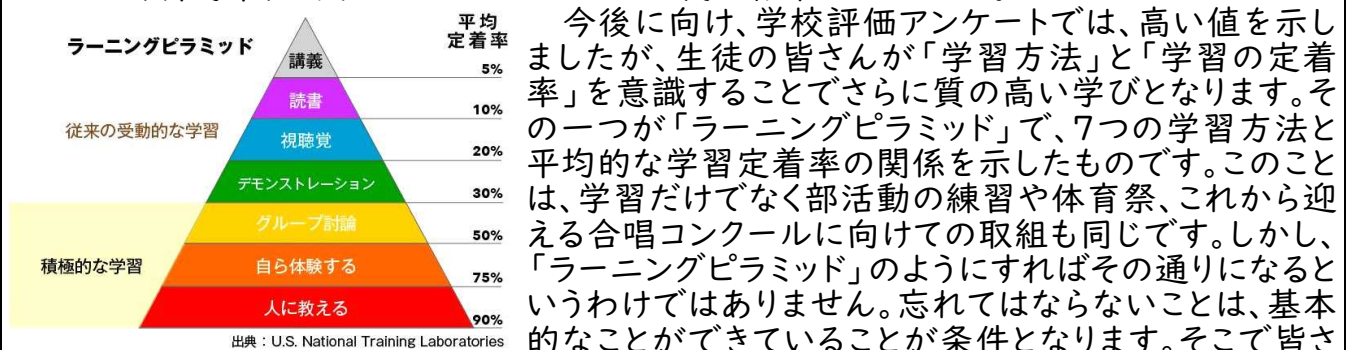 ラーニングピラミッド
平均
定着率
講義
5%
読書
10%
従来の受動的な学習
視聴覚
20%
デモンストレーション
30%
グループ討論
50%
積極的な学習
自ら体験する
75%
人に教える
90%
出典：U.S. National Training Laboratories
今後に向け、学校評価アンケートでは、高い値を示し
ましたが、生徒の皆さんが「学習方法」と「学習の定着
率」を意識することでさらに質の高い学びとなります。そ
の一つが「ラーニングピラミッド」で、7つの学習方法と
平均的な学習定着率の関係を示したものです。このこと
は、学習だけでなく部活動の練習や体育祭、これから迎
える合唱コンクールに向けての取組も同じです。しかし、
「ラーニングピラミッド」のようにすればその通りになると
いうわけではありません。忘れてはならないことは、基本
的なことができていることが条件となります。そこで皆さ